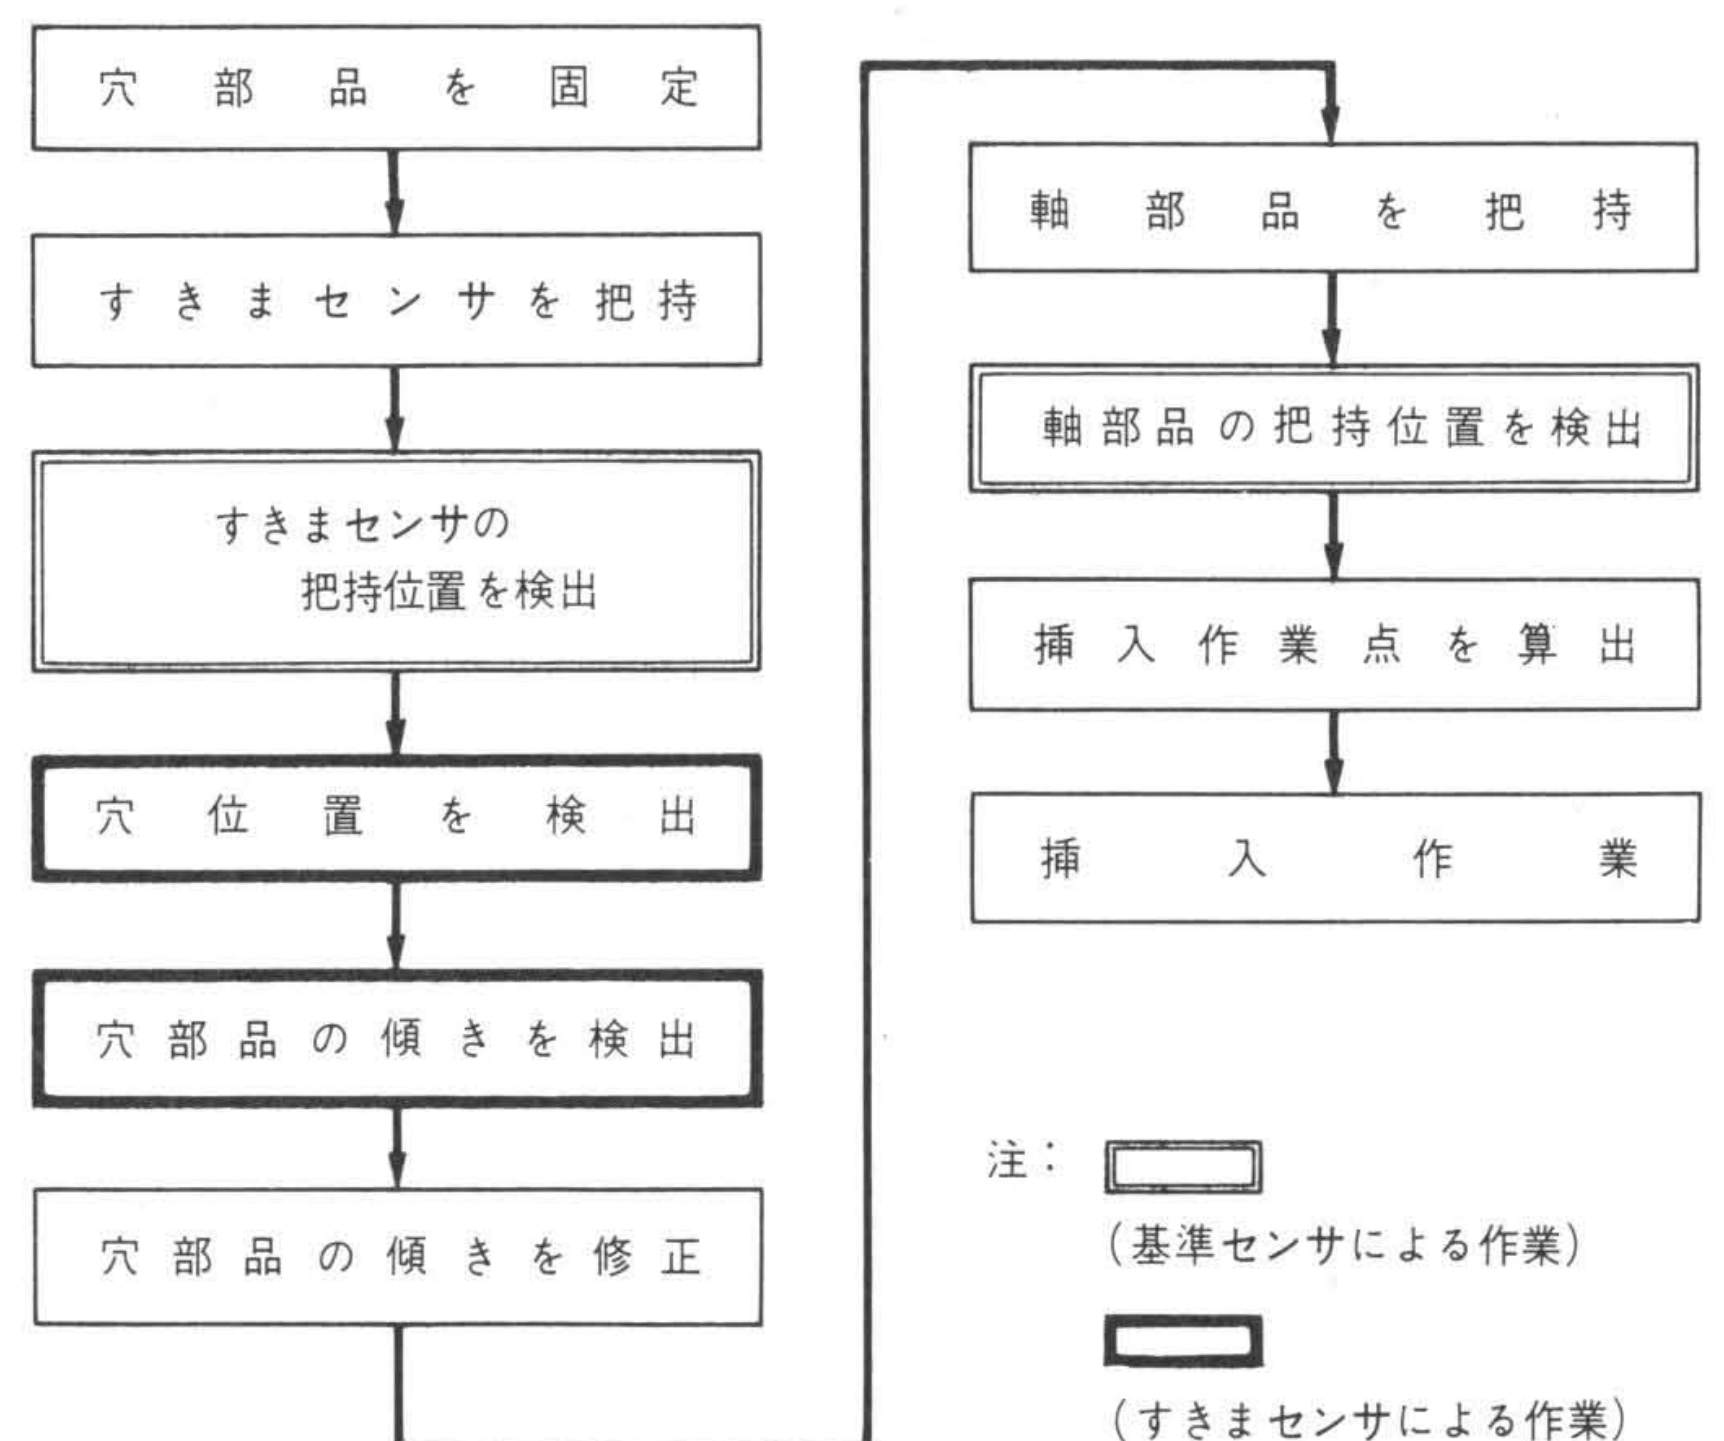 穴部品を固定
すきまセンサを把持
すきまセンサの
把持位置を検出
穴位置を検出
穴部品の傾きを検出
穴部品の傾きを修正
軸部品を把持
軸部品の把持位置を検出
挿入作業点を算出
挿入作業
注：
(基準センサによる作業)
(すきまセンサによる作業)